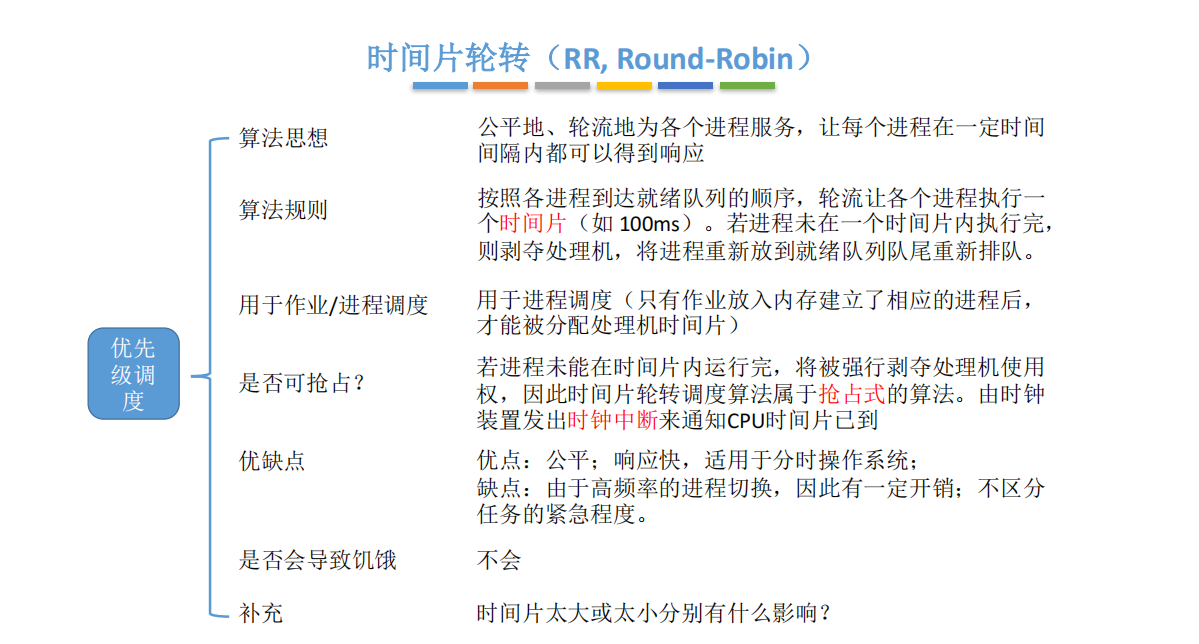 时间片轮转（RR, Round-Robin）
算法思想
公平地、轮流地为各个进程服务，让每个进程在一定时间
间隔内都可以得到响应
算法规则
按照各进程到达就绪队列的顺序，轮流让各个进程执行一
个时间片（如 100ms）。若进程未在一个时间片内执行完，
则剥夺处理机，将进程重新放到就绪队列队尾重新排队。
用于作业/进程调度
用于进程调度（只有作业放入内存建立了相应的进程后，
才能被分配处理机时间片）
优先
级调
度
是否可抢占？
若进程未能在时间片内运行完，将被强行剥夺处理机使用
权，因此时间片轮转调度算法属于抢占式的算法。由时钟
装置发出时钟中断来通知CPU时间片已到
优缺点
优点：公平；响应快，适用于分时操作系统；
缺点：由于高频率的进程切换，因此有一定开销；不区分
任务的紧急程度。
是否会导致饥饿
不会
补充
时间片太大或太小分别有什么影响？